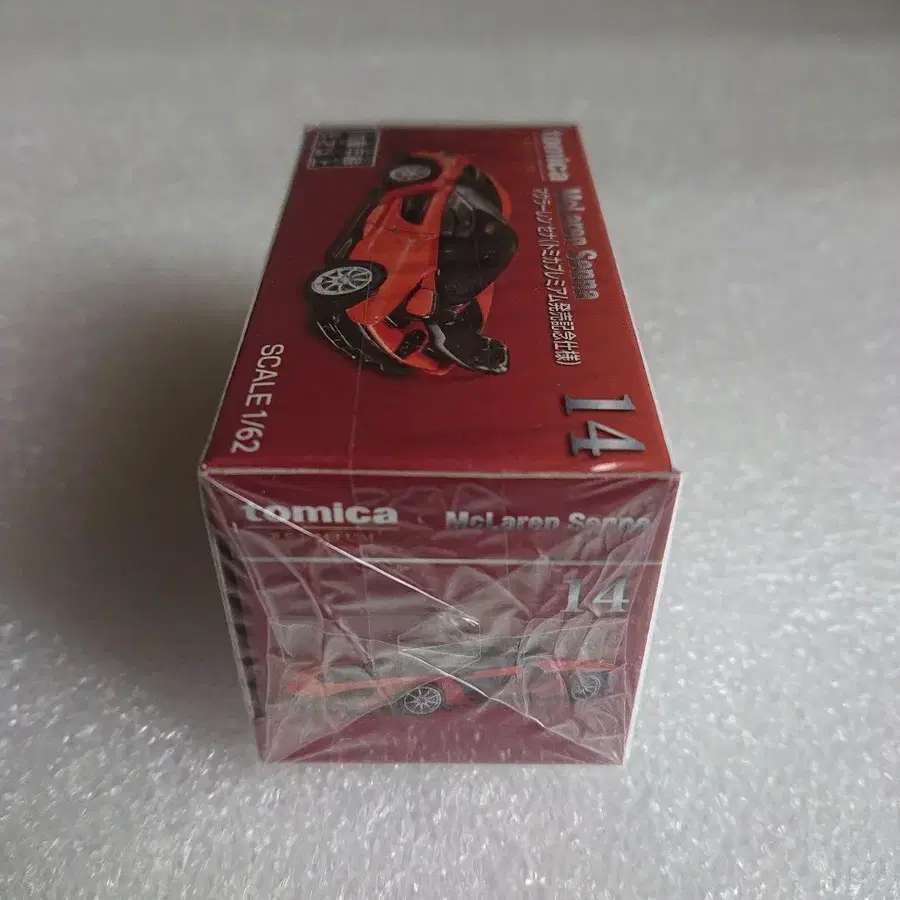 tomica
McLaren Senna
マクラーレン セナ(トミカプレミアム発売記念仕様)
14
SCALE 1/62
tomica
PREMIUM
McLaren Senna
14